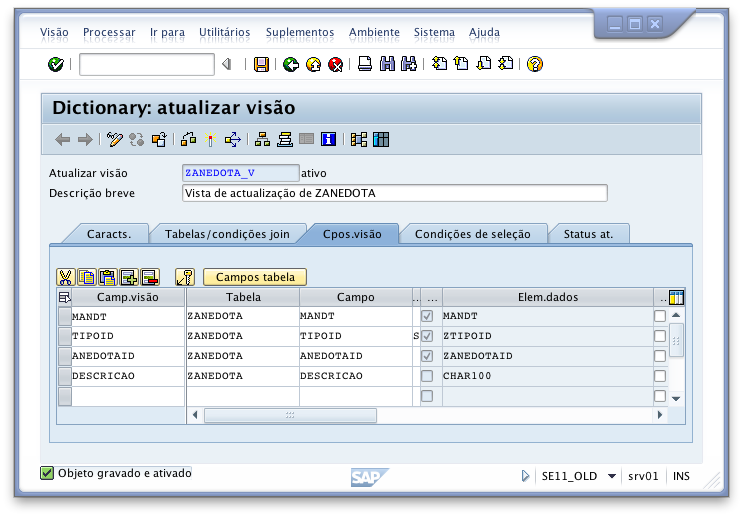 Visão Processar Ir para Utilitários Suplementos Ambiente Sistema Ajuda
Dictionary: atualizar visão
Atualizar visão ZANEDOTA_V ativo
Descrição breve Vista de actualização de ZANEDOTA
Caracts. Tabelas/condições join Cpos.visão Condições de seleção Status at.
Campos tabela
Camp.visão Tabela Campo .. ... Elem.dados ..
MANDT ZANEDOTA MANDT MANDT
TIPOID ZANEDOTA TIPOID S ZTIPOID
ANEDOTAID ZANEDOTA ANEDOTAID ZANEDOTAID
DESCRICAO ZANEDOTA DESCRICAO CHAR100
Objeto gravado e ativado SAP SE11_OLD srv01 INS